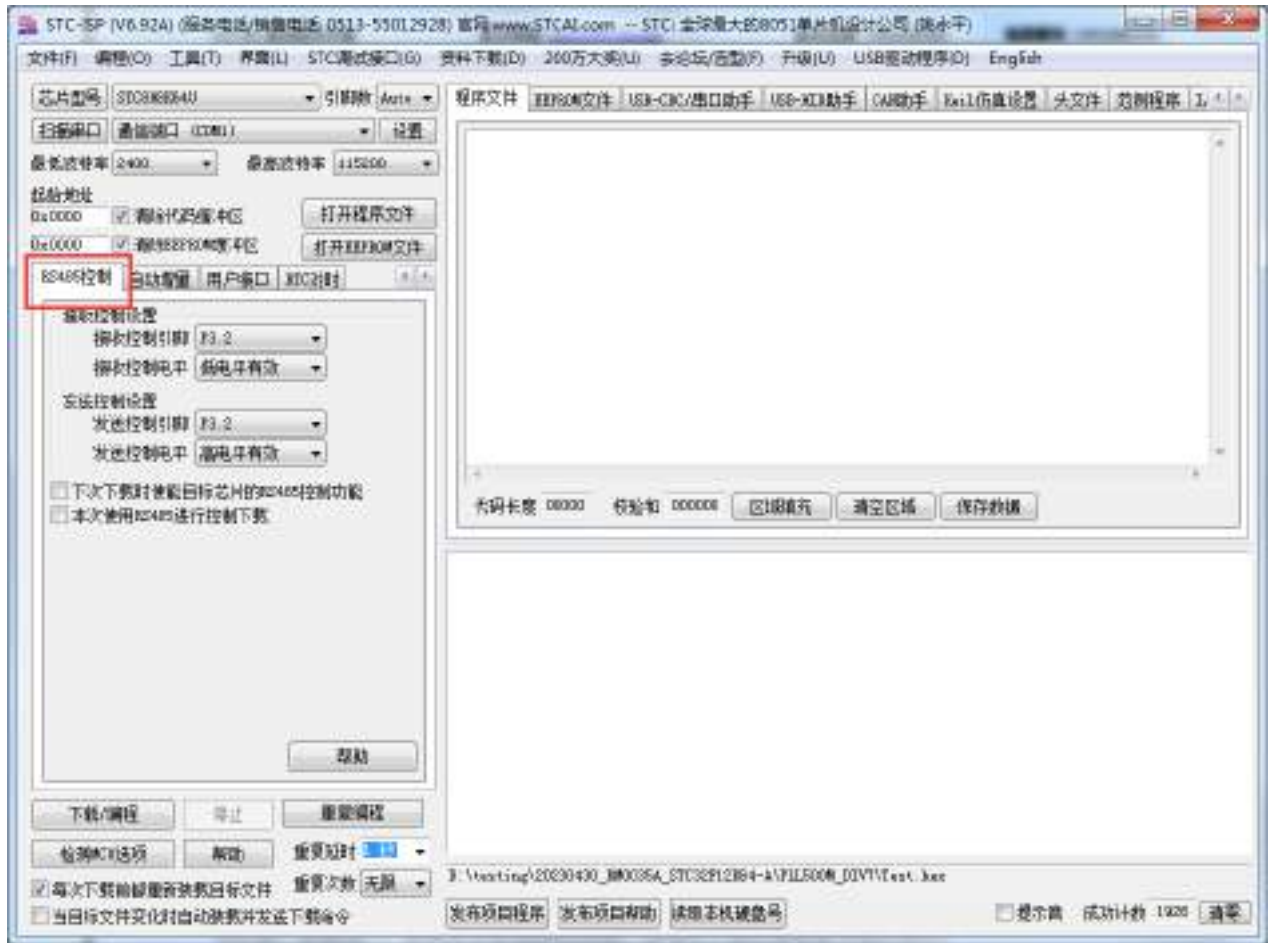 STC-ISP (V6.92A) (服务电话/销售电话: 0513-55012928) 官网:www.STCAI.com -- STC: 全球最大的8051单片机设计公司 (姚永平)
文件(F) 编程(O) 工具(T) 界面(L) STC测试接口(G) 资料下载(D) 200万大奖(U) 去论坛/选型(F) 升级(U) USB驱动程序(D) English
芯片型号 STC8H8K64U 引脚数 Auto
扫描串口 通信端口 (COM1) 设置
最低波特率 2400 最高波特率 115200
起始地址
0x0000 清除代码缓冲区 打开程序文件
0x0000 清除EEPROM缓冲区 打开EEPROM文件
RS485控制 自动增量 用户接口 RTC对时
接收控制设置
接收控制引脚 P3.2
接收控制电平 低电平有效
发送控制设置
发送控制引脚 P3.2
发送控制电平 高电平有效
下次下载时使能目标芯片的RS485控制功能
本次使用RS485进行控制下载
帮助
下载/编程 停止 重复编程
检测MCU选项 帮助 重复延时
每次下载前都重新装载目标文件 重复次数 无限
当目标文件变化时自动装载并发送下载命令
程序文件 EEPROM文件 USB-CDC/串口助手 USB-HID助手 CAN助手 Keil仿真设置 头文件 范例程序
代码长度 00000 校验和 000000 区域填充 清空区域 保存数据
发布项目程序 发布项目帮助 读取本机硬盘号 提示音 成功计数 1926 清零